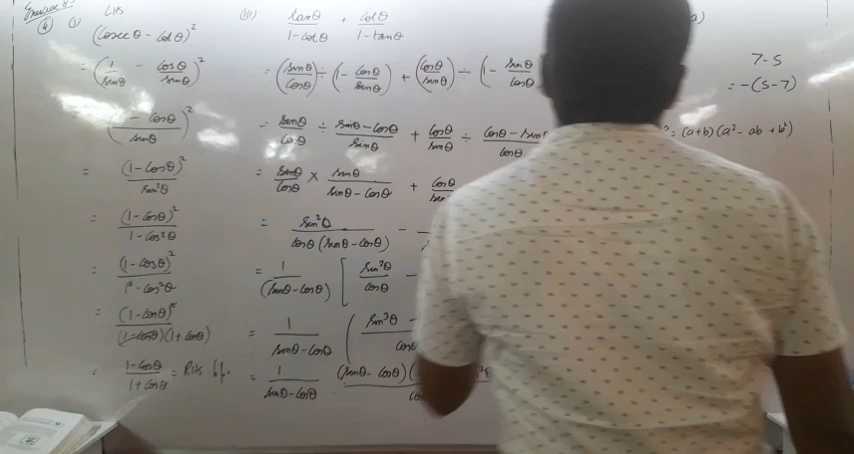 Exercise 8.
④ (i) LHS
(cosec θ - cot θ)²
= (1/sinθ - cosθ/sinθ)²
(- cosθ/sinθ)²
= (1-cosθ)²/sin²θ
= (1-cosθ)²/1-cos²θ
= (1-cosθ)²/1²-cos²θ
= (1-cosθ)²/(1-cosθ)(1+cosθ)
1-cosθ/1+cosθ = RHS
(iii) tanθ/1-cotθ + cotθ/1-tanθ
= (sinθ/cosθ) ÷ (1 - cosθ/sinθ) + (cosθ/sinθ) ÷ (1 - sinθ/cosθ
= sinθ/cosθ ÷ sinθ-cosθ/sinθ + cosθ/sinθ ÷ cosθ-sinθ/cosθ
= sinθ/cosθ × sinθ/sinθ-cosθ + cosθ/
= sin²θ/cosθ(sinθ-cosθ) -
= 1/(sinθ-cosθ) [ sin²θ/cosθ -
= 1/sinθ-cosθ ( sin³θ -
= 1/sinθ-cosθ (sinθ-cosθ)(
7-5
= -(5-7)
= (a+b)(a²-ab+b²)